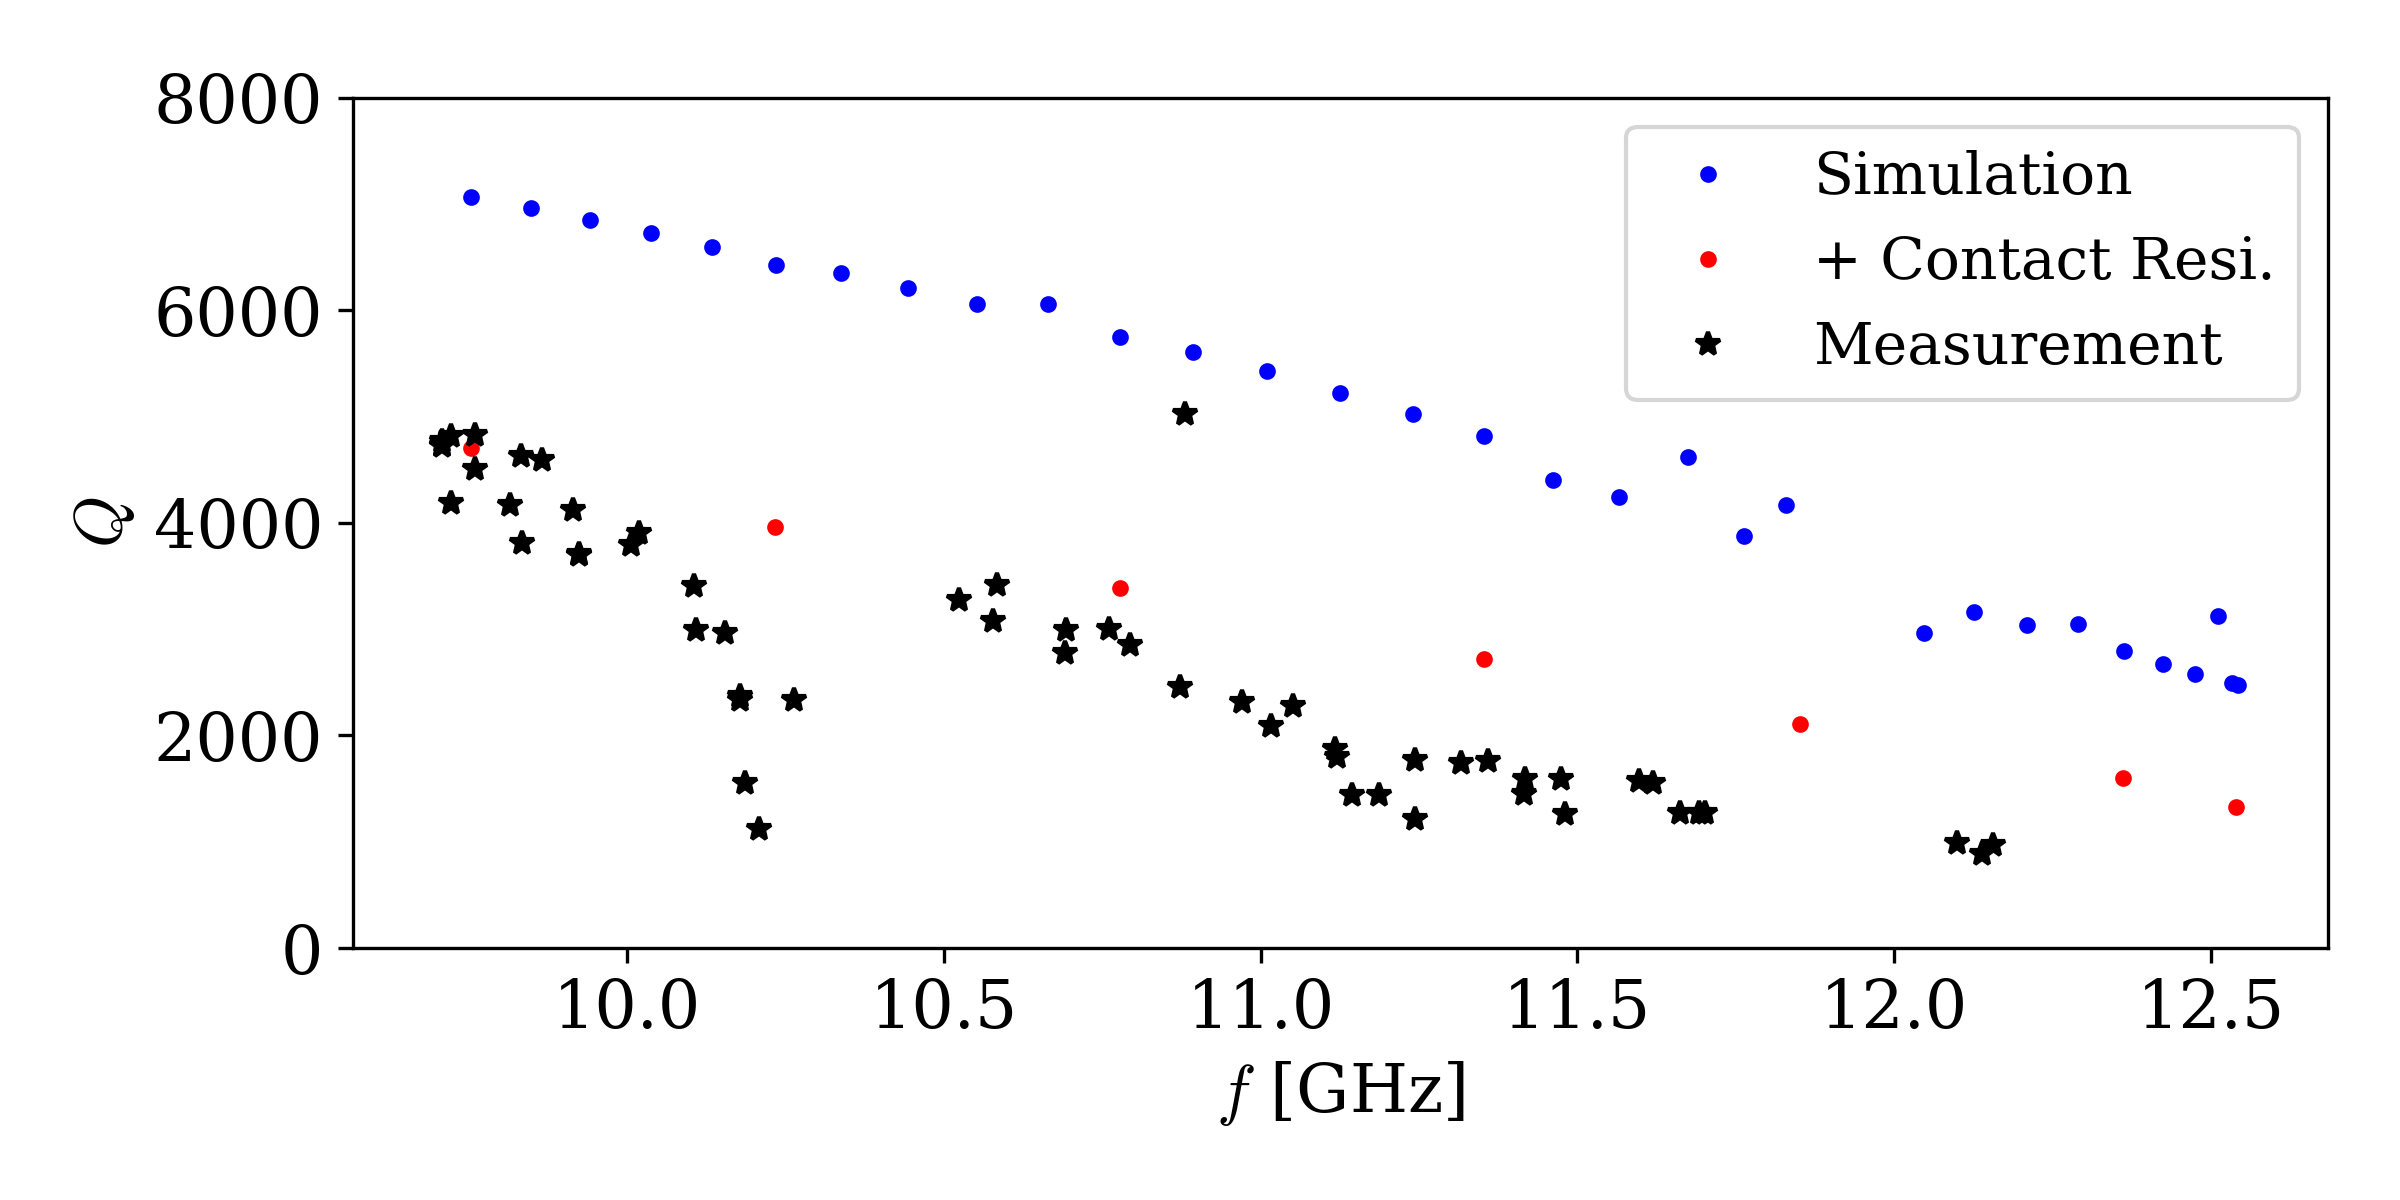 8000
6000
4000
2000
0
Q
10.0 10.5 11.0 11.5 12.0 12.5
f [GHz]
Simulation
+ Contact Resi.
Measurement